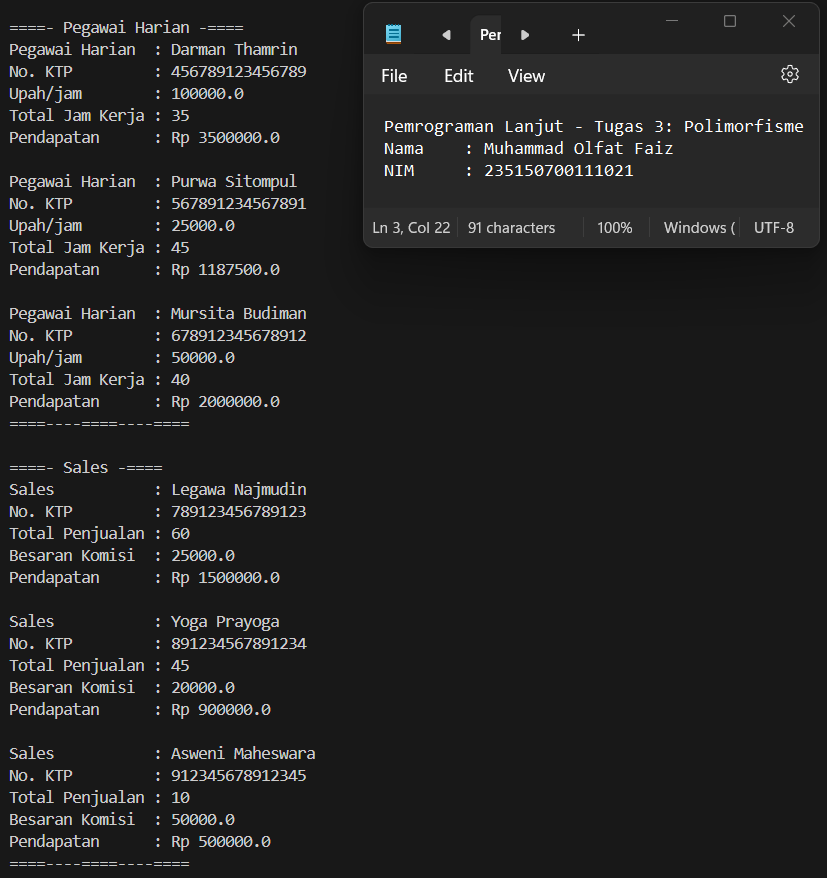 ====- Pegawai Harian -====
Pegawai Harian  : Darman Thamrin
No. KTP         : 456789123456789
Upah/jam        : 100000.0
Total Jam Kerja : 35
Pendapatan      : Rp 3500000.0

Pegawai Harian  : Purwa Sitompul
No. KTP         : 567891234567891
Upah/jam        : 25000.0
Total Jam Kerja : 45
Pendapatan      : Rp 1187500.0

Pegawai Harian  : Mursita Budiman
No. KTP         : 678912345678912
Upah/jam        : 50000.0
Total Jam Kerja : 40
Pendapatan      : Rp 2000000.0
====----====----====

====- Sales -====
Sales           : Legawa Najmudin
No. KTP         : 789123456789123
Total Penjualan : 60
Besaran Komisi  : 25000.0
Pendapatan      : Rp 1500000.0

Sales           : Yoga Prayoga
No. KTP         : 891234567891234
Total Penjualan : 45
Besaran Komisi  : 20000.0
Pendapatan      : Rp 900000.0

Sales           : Asweni Maheswara
No. KTP         : 912345678912345
Total Penjualan : 10
Besaran Komisi  : 50000.0
Pendapatan      : Rp 500000.0
====----====----====

Per
File Edit View
Pemrograman Lanjut - Tugas 3: Polimorfisme
Nama    : Muhammad Olfat Faiz
NIM     : 235150700111021
Ln 3, Col 22 91 characters 100% Windows ( UTF-8